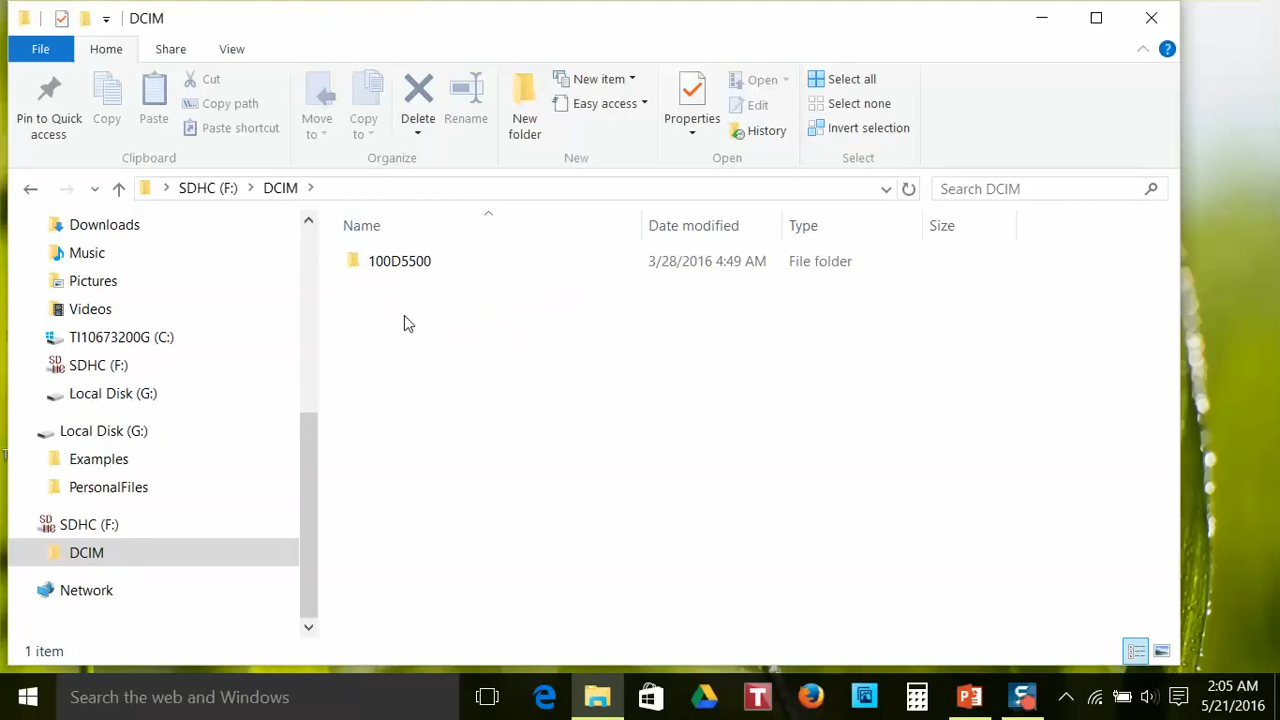 DCIM
File Home Share View
Pin to Quick access
Copy
Paste
Cut
Copy path
Paste shortcut
Clipboard
Move to
Copy to
Delete
Rename
Organize
New folder
New item
Easy access
New
Properties
Open
Edit
History
Open
Select all
Select none
Invert selection
Select
SDHC (F:) DCIM
Search DCIM
Name Date modified Type Size
100D5500 3/28/2016 4:49 AM File folder
Downloads
Music
Pictures
Videos
TI10673200G (C:)
SDHC (F:)
Local Disk (G:)
Local Disk (G:)
Examples
PersonalFiles
SDHC (F:)
DCIM
Network
1 item
Search the web and Windows
2:05 AM
5/21/2016